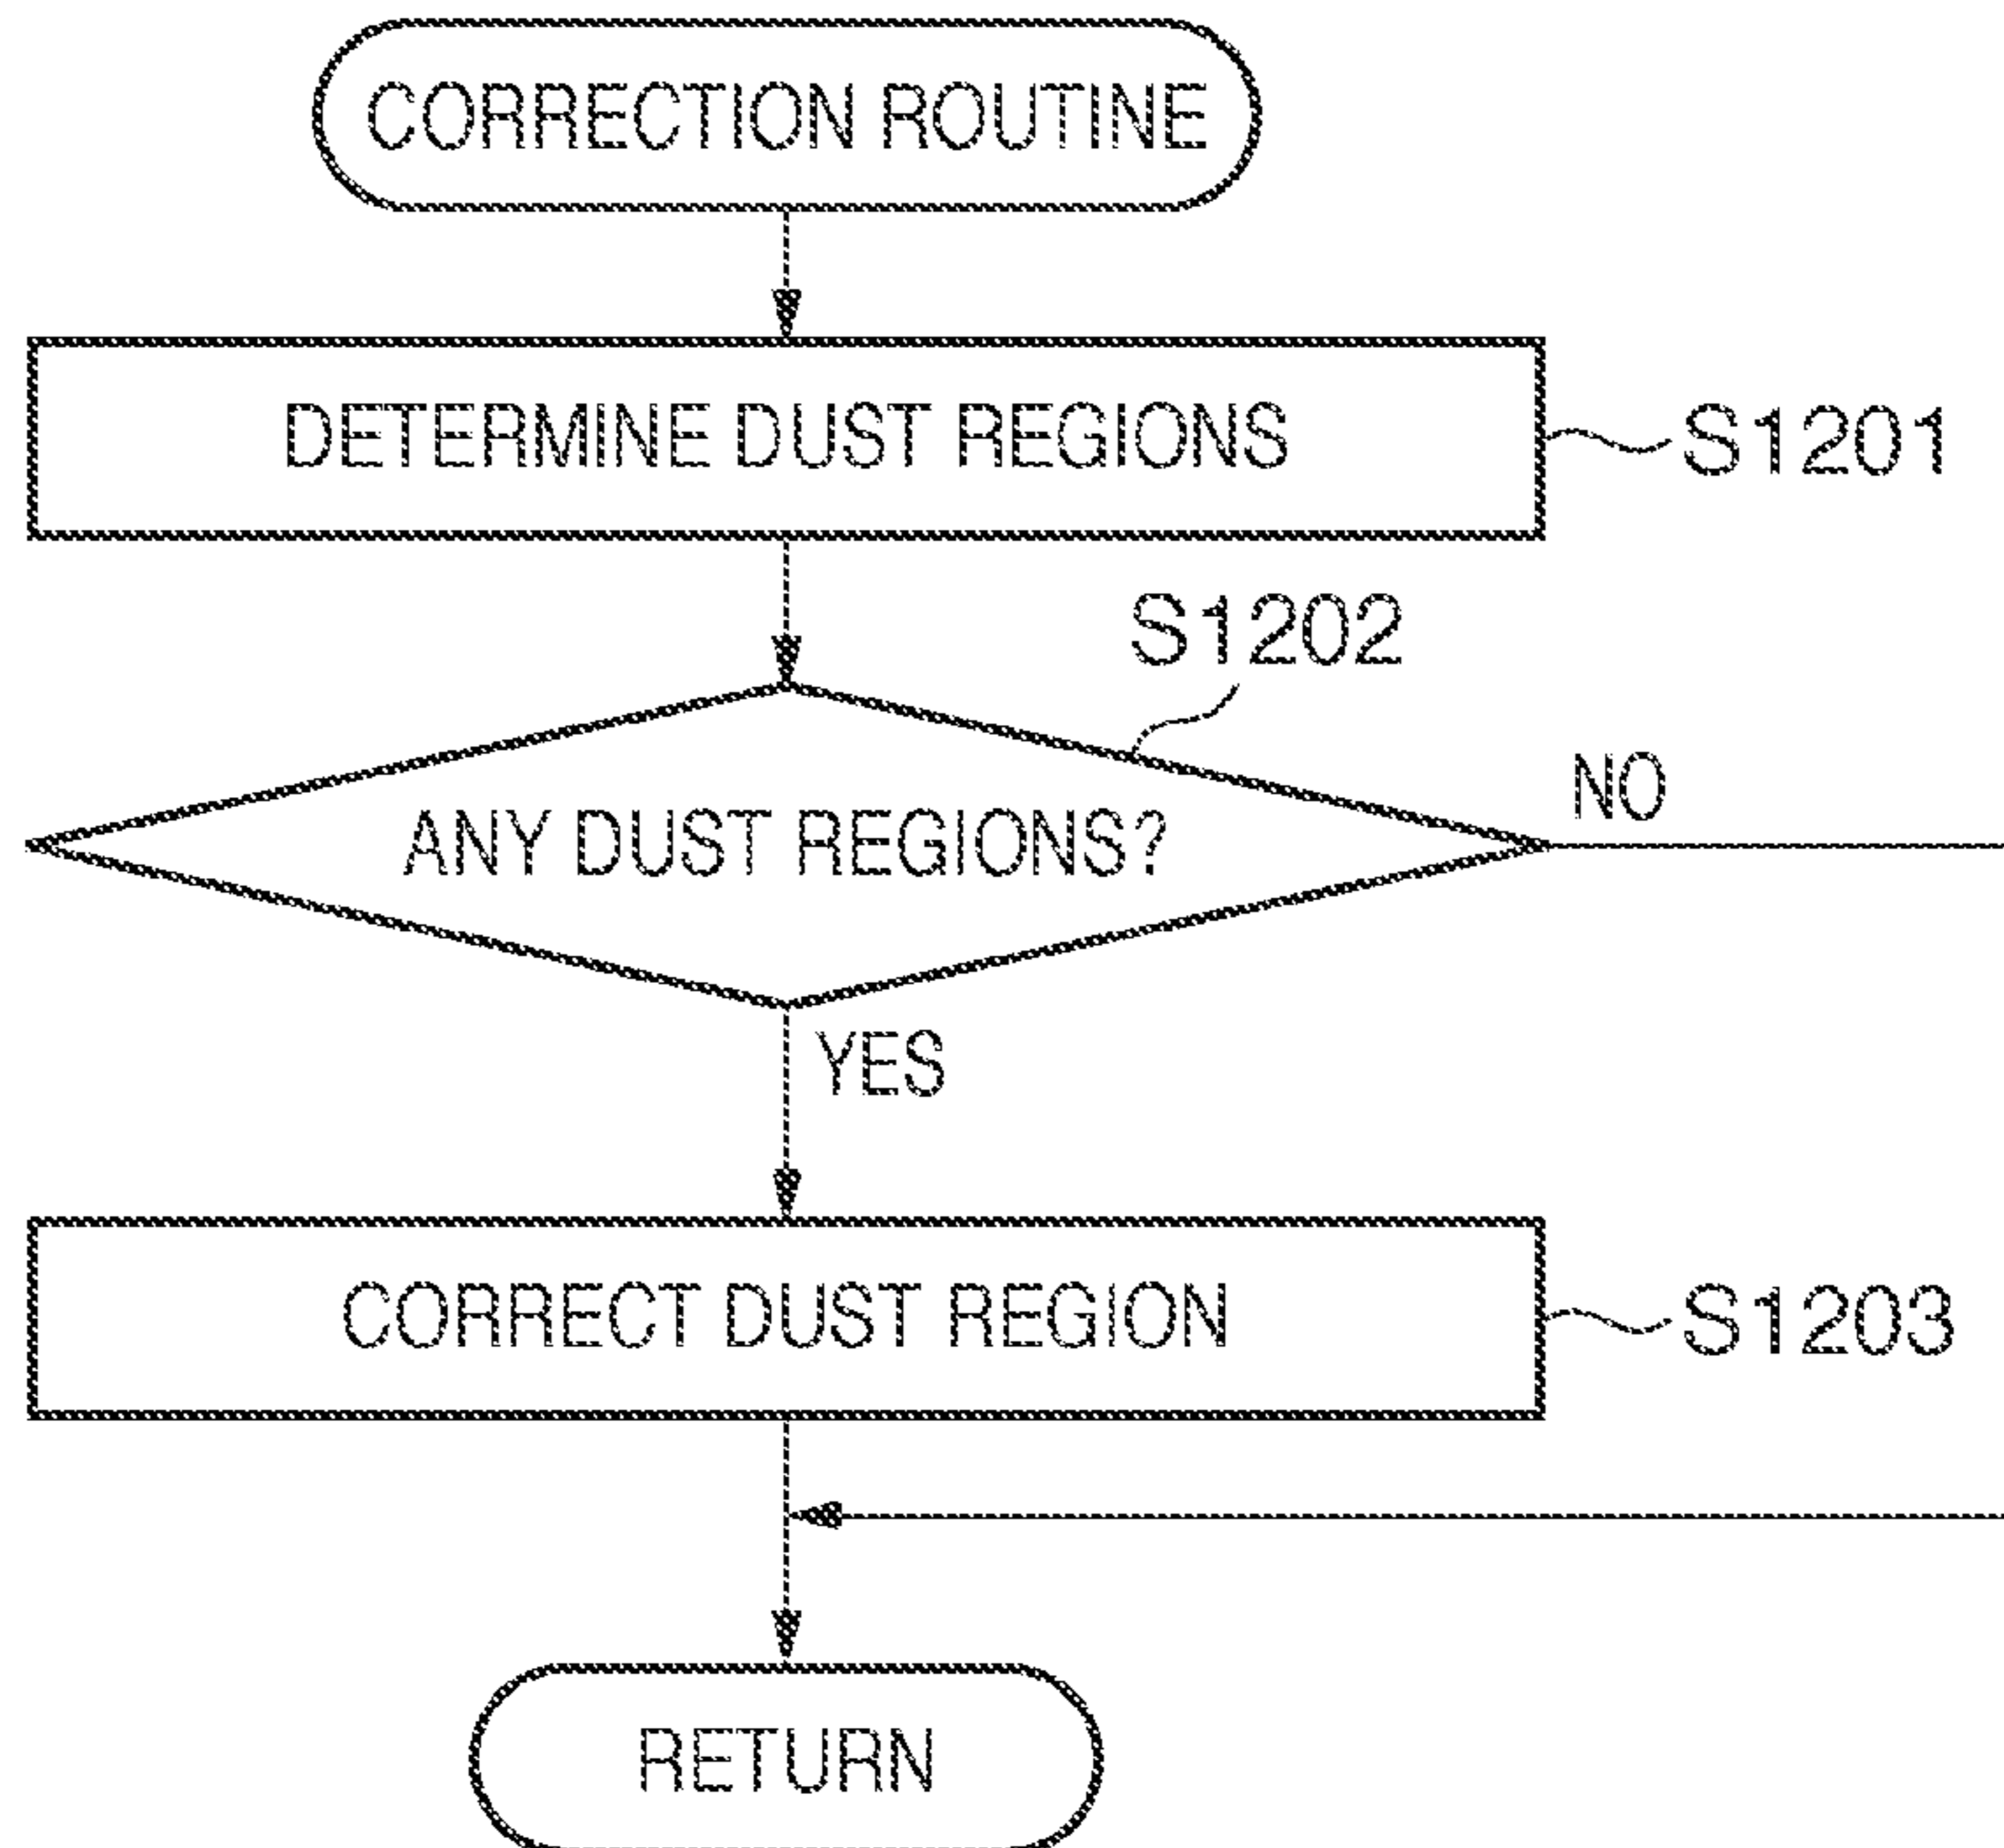 CORRECTION ROUTINE
DETERMINE DUST REGIONS
S1201
S1202
ANY DUST REGIONS?
NO
YES
CORRECT DUST REGION
S1203
RETURN